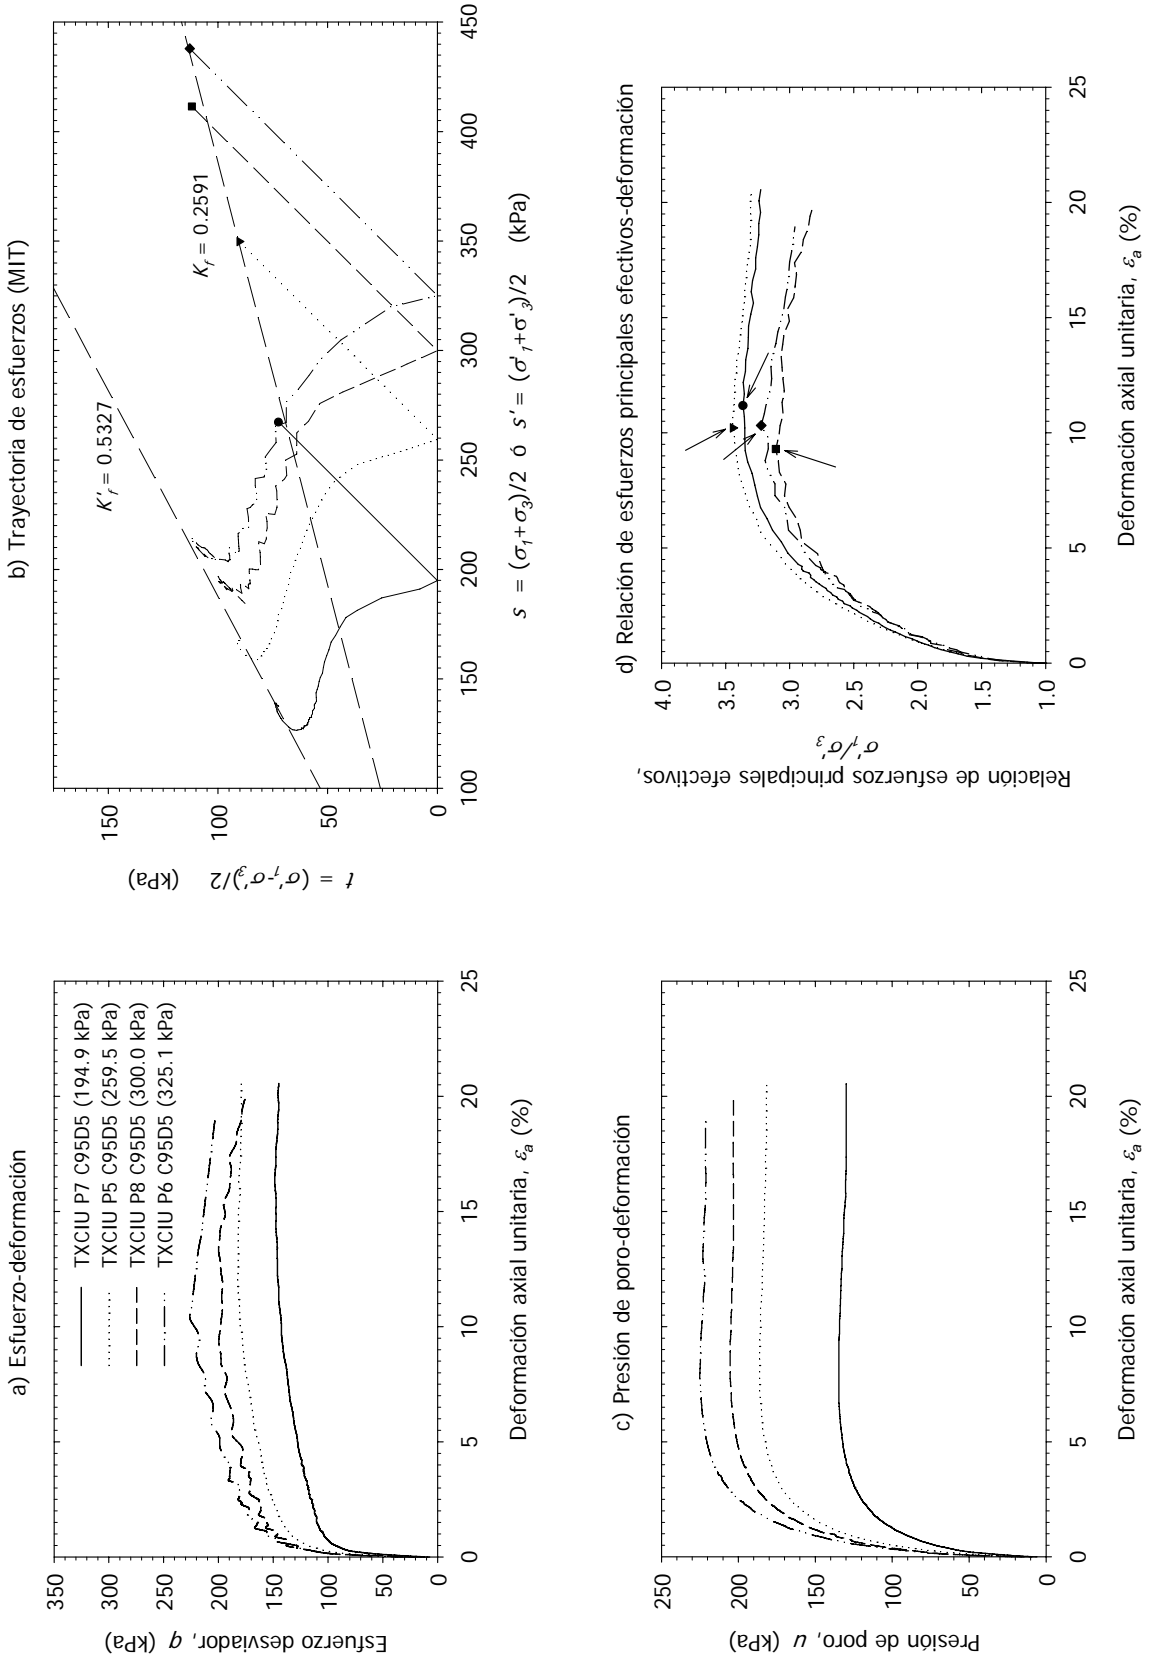 a) Esfuerzo-deformación
350
300
250
200
150
100
50
0
Esfuerzo desviador, q (kPa)
TXCIU P7 C95D5 (194.9 kPa)
TXCIU P5 C95D5 (259.5 kPa)
TXCIU P8 C95D5 (300.0 kPa)
TXCIU P6 C95D5 (325.1 kPa)
0 5 10 15 20 25
Deformación axial unitaria, εa (%)
b) Trayectoria de esfuerzos (MIT)
150
100
50
0
t = (σ'1-σ'3)/2 (kPa)
K'f = 0.5327
Kf = 0.2591
100 150 200 250 300 350 400 450
s = (σ1+σ3)/2 ó s' = (σ'1+σ'3)/2 (kPa)
c) Presión de poro-deformación
250
200
150
100
50
0
Presión de poro, u (kPa)
0 5 10 15 20 25
Deformación axial unitaria, εa (%)
d) Relación de esfuerzos principales efectivos-deformación
4.0
3.5
3.0
2.5
2.0
1.5
1.0
Relación de esfuerzos principales efectivos,
σ'1/σ'3
0 5 10 15 20 25
Deformación axial unitaria, εa (%)